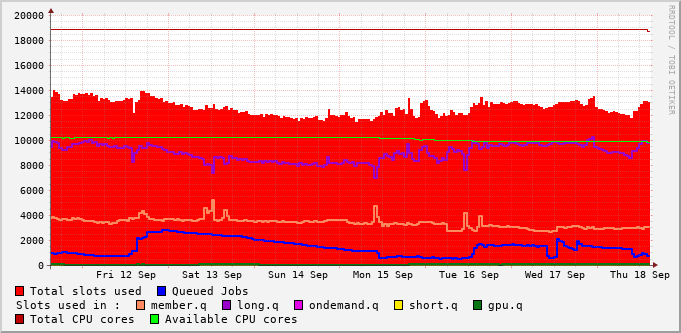 RRDTOOL / TOBI OETIKER
20000
18000
16000
14000
12000
10000
8000
6000
4000
2000
0
Fri 12 Sep Sat 13 Sep Sun 14 Sep Mon 15 Sep Tue 16 Sep Wed 17 Sep Thu 18 Sep
Total slots used Queued Jobs
Slots used in : member.q long.q ondemand.q short.q gpu.q
Total CPU cores Available CPU cores